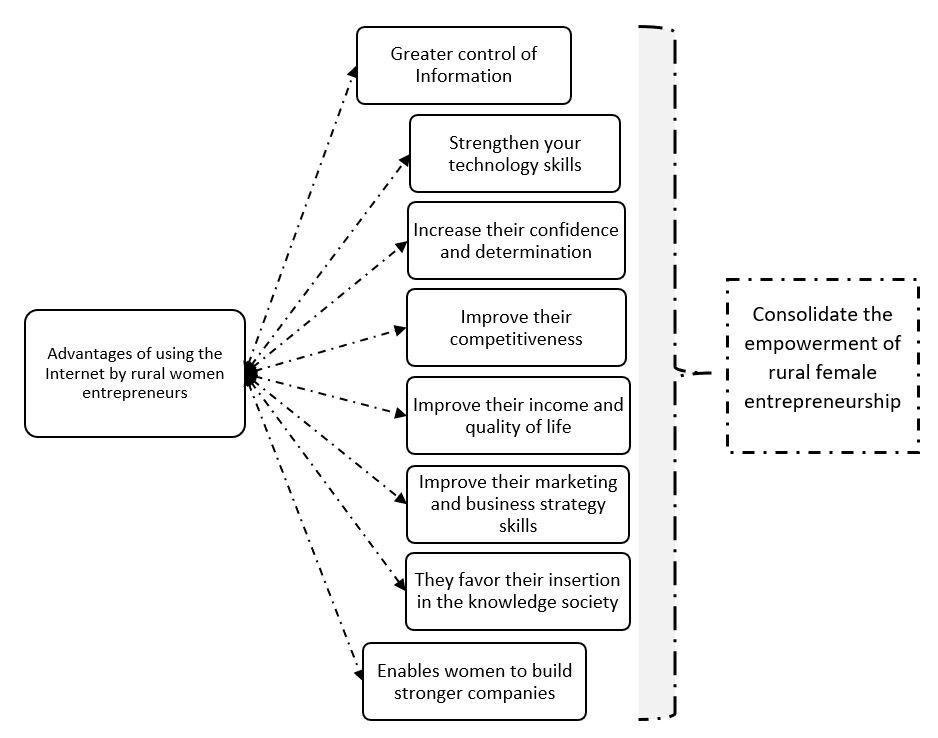 Greater control of
Information
Strengthen your
technology skills
Increase their confidence
and determination
Improve their
competitiveness
Advantages of using the
Internet by rural women
entrepreneurs
Improve their income and
quality of life
Improve their marketing
and business strategy
skills
They favor their insertion
in the knowledge society
Enables women to build
stronger companies
Consolidate the
empowerment of
rural female
entrepreneurship